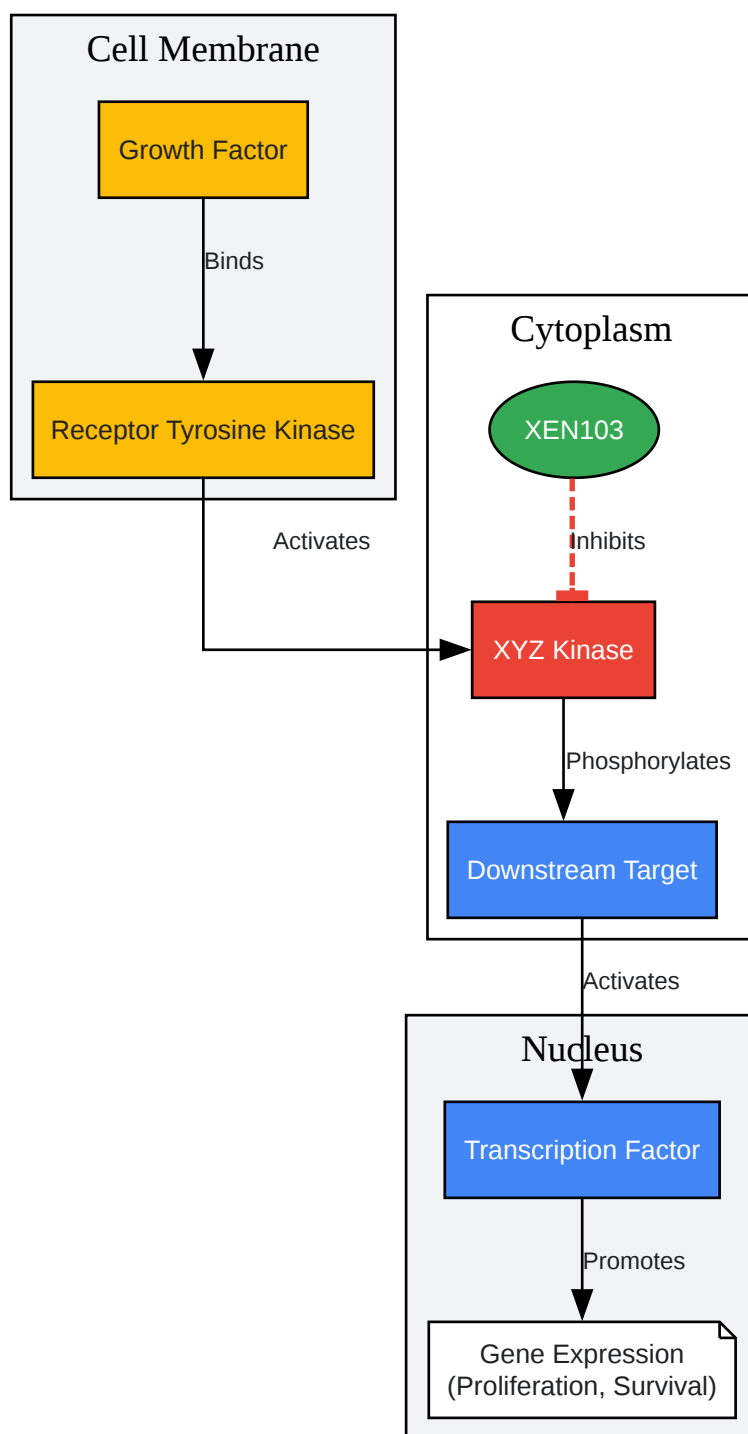 Cell Membrane
Growth Factor
Binds
Receptor Tyrosine Kinase
Activates
Cytoplasm
XEN103
Inhibits
XYZ Kinase
Phosphorylates
Downstream Target
Activates
Nucleus
Transcription Factor
Promotes
Gene Expression
(Proliferation, Survival)